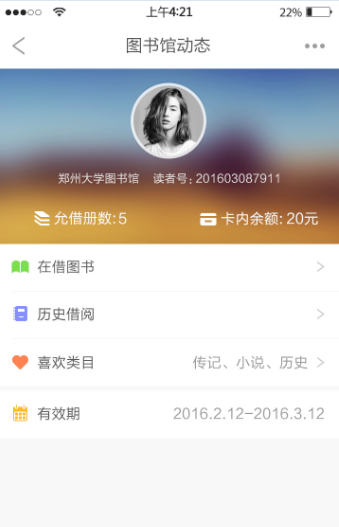 上午4:21 22%
图书馆动态
郑州大学图书馆 读者号:201603087911
允借册数:5 卡内余额:20元
在借图书
历史借阅
喜欢类目 传记、小说、历史
有效期 2016.2.12-2016.3.12